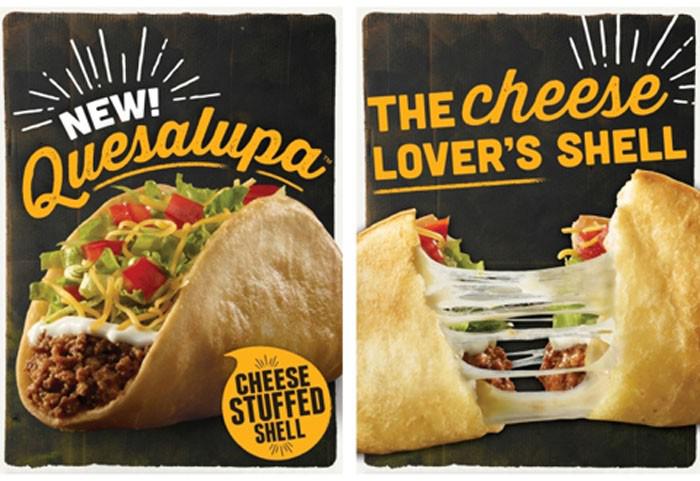 NEW!
Quesalupa™
CHEESE
STUFFED
SHELL
THE cheese
LOVER'S SHELL